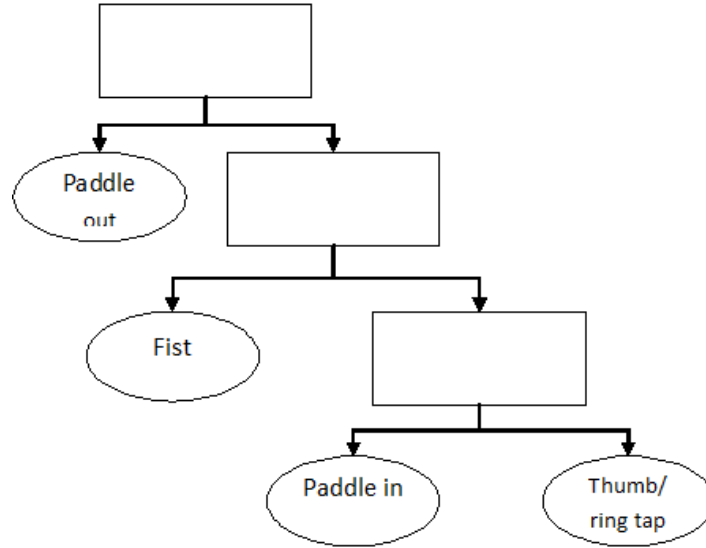 Paddle
out
Fist
Paddle in
Thumb/
ring tap